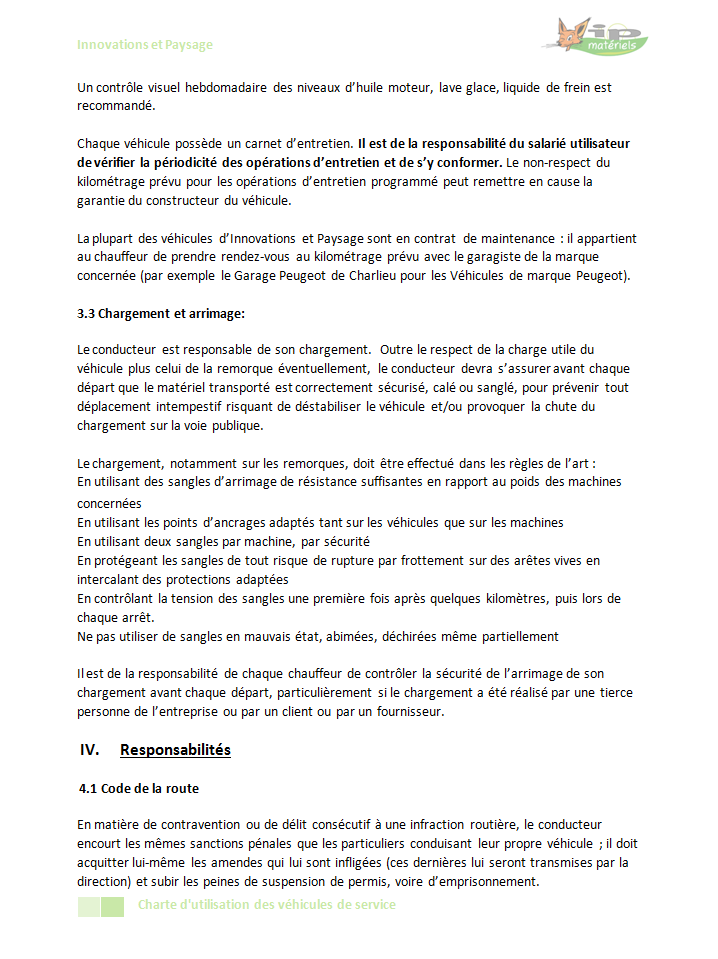 Innovations et Paysage
ip
matériels
Un contrôle visuel hebdomadaire des niveaux d'huile moteur, lave glace, liquide de frein est
recommandé.
Chaque véhicule possède un carnet d'entretien. Il est de la responsabilité du salarié utilisateur
de vérifier la périodicité des opérations d'entretien et de s'y conformer. Le non-respect du
kilométrage prévu pour les opérations d'entretien programmé peut remettre en cause la
garantie du constructeur du véhicule.
La plupart des véhicules d'Innovations et Paysage sont en contrat de maintenance : il appartient
au chauffeur de prendre rendez-vous au kilométrage prévu avec le garagiste de la marque
concernée (par exemple le Garage Peugeot de Charlieu pour les Véhicules de marque Peugeot).
3.3 Chargement et arrimage:
Le conducteur est responsable de son chargement. Outre le respect de la charge utile du
véhicule plus celui de la remorque éventuellement, le conducteur devra s'assurer avant chaque
départ que le matériel transporté est correctement sécurisé, calé ou sanglé, pour prévenir tout
déplacement intempestif risquant de déstabiliser le véhicule et/ou provoquer la chute du
chargement sur la voie publique.
Le chargement, notamment sur les remorques, doit être effectué dans les règles de l'art :
En utilisant des sangles d'arrimage de résistance suffisantes en rapport au poids des machines
concernées
En utilisant les points d'ancrages adaptés tant sur les véhicules que sur les machines
En utilisant deux sangles par machine, par sécurité
En protégeant les sangles de tout risque de rupture par frottement sur des arêtes vives en
intercalant des protections adaptées
En contrôlant la tension des sangles une première fois après quelques kilomètres, puis lors de
chaque arrêt.
Ne pas utiliser de sangles en mauvais état, abimées, déchirées même partiellement
Il est de la responsabilité de chaque chauffeur de contrôler la sécurité de l'arrimage de son
chargement avant chaque départ, particulièrement si le chargement a été réalisé par une tierce
personne de l'entreprise ou par un client ou par un fournisseur.
IV. Responsabilités
4.1 Code de la route
En matière de contravention ou de délit consécutif à une infraction routière, le conducteur
encourt les mêmes sanctions pénales que les particuliers conduisant leur propre véhicule ; il doit
acquitter lui-même les amendes qui lui sont infligées (ces dernières lui seront transmises par la
direction) et subir les peines de suspension de permis, voire d'emprisonnement.
Charte d'utilisation des véhicules de service